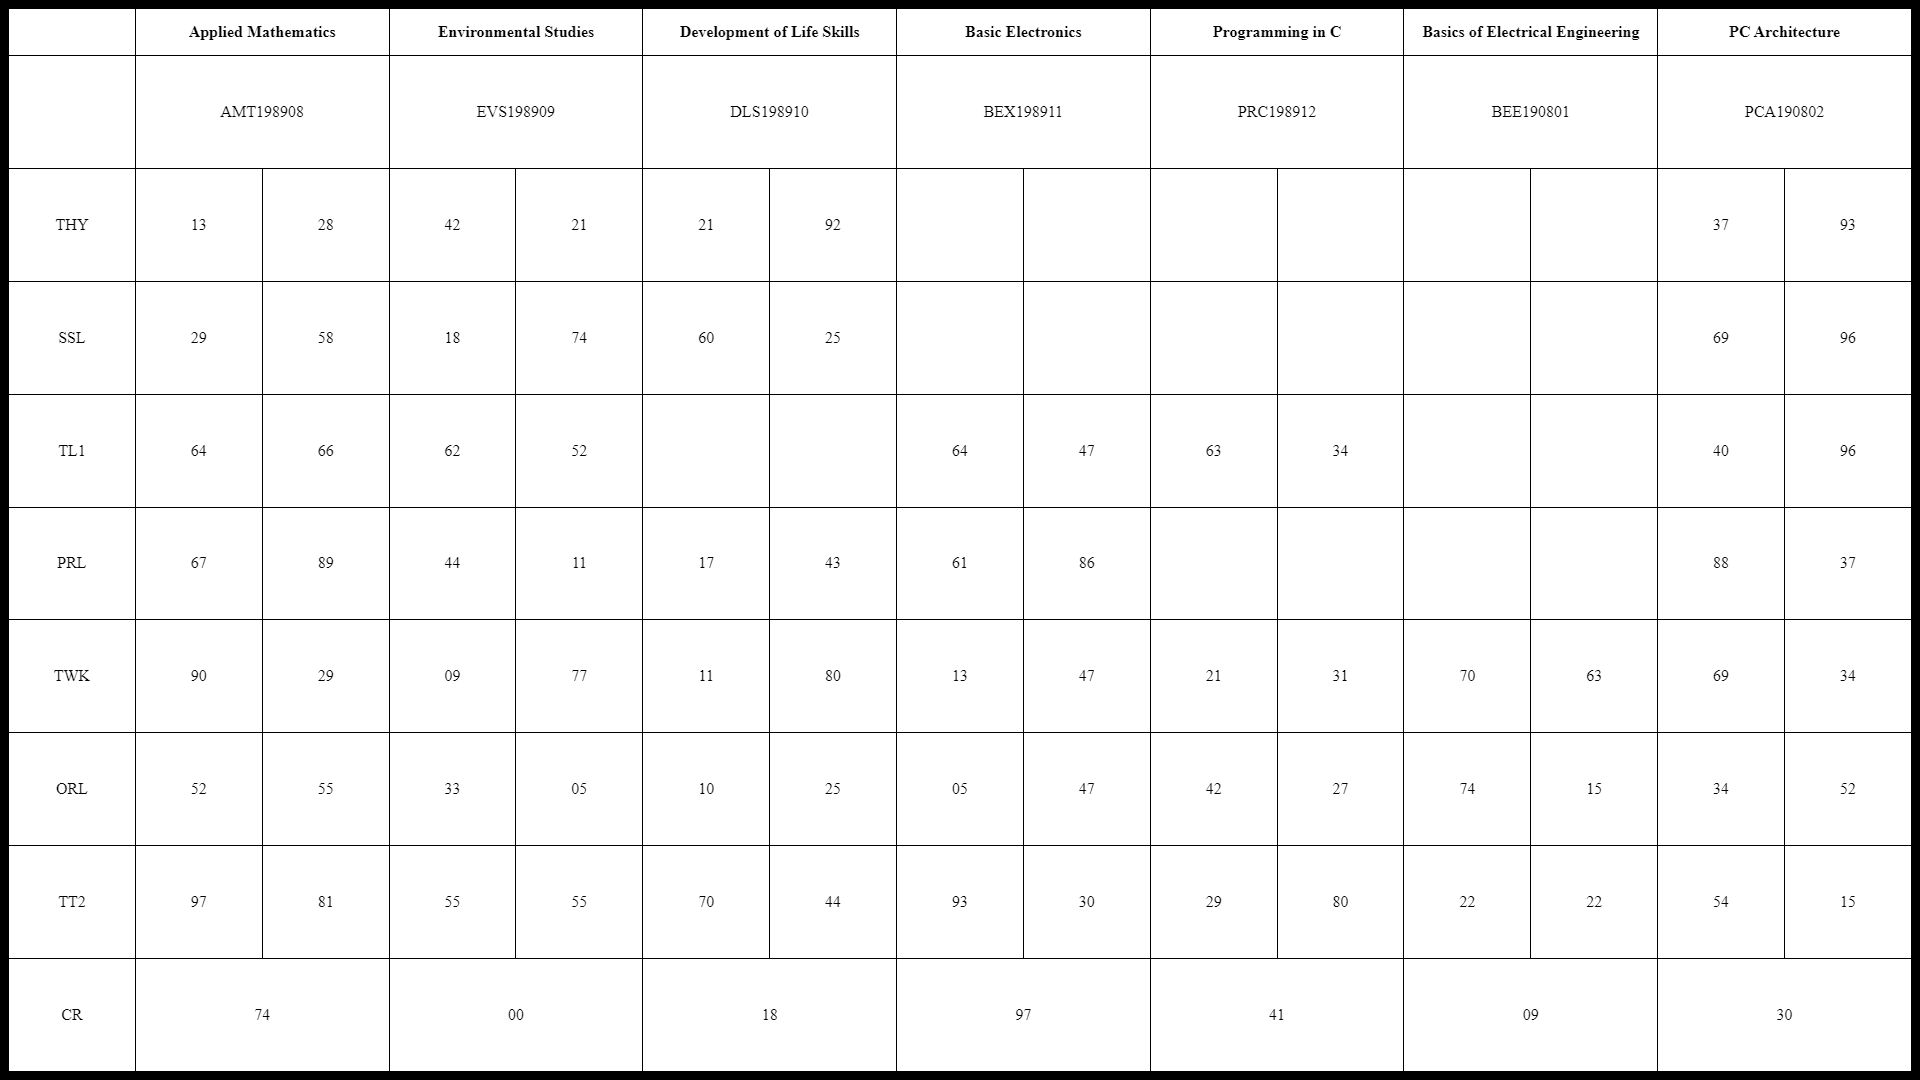 Applied Mathematics Environmental Studies Development of Life Skills Basic Electronics Programming in C Basics of Electrical Engineering PC Architecture
AMT198908 EVS198909 DLS198910 BEX198911 PRC198912 BEE190801 PCA190802
THY 13 28 42 21 21 92 37 93
SSL 29 58 18 74 60 25 69 96
TL1 64 66 62 52 64 47 63 34 40 96
PRL 67 89 44 11 17 43 61 86 88 37
TWK 90 29 09 77 11 80 13 47 21 31 70 63 69 34
ORL 52 55 33 05 10 25 05 47 42 27 74 15 34 52
TT2 97 81 55 55 70 44 93 30 29 80 22 22 54 15
CR 74 00 18 97 41 09 30